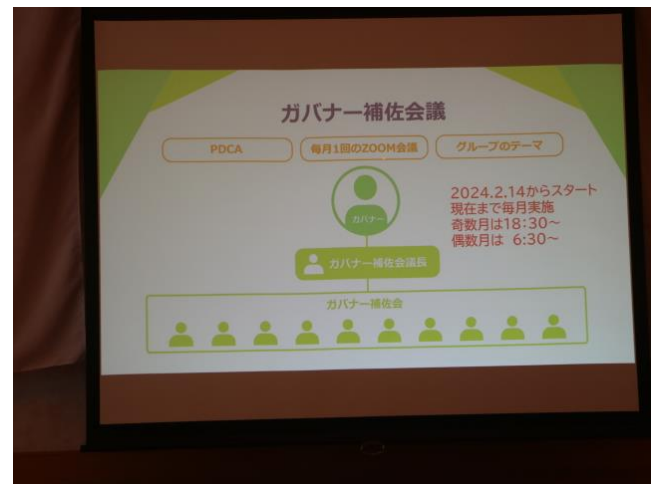 ガバナー補佐会議
PDCA
毎月1回のZOOM会議
グループのテーマ
2024.2.14からスタート
現在まで毎月実施
奇数月は18:30~
偶数月は 6:30~
ガバナー
ガバナー補佐会議長
ガバナー補佐会